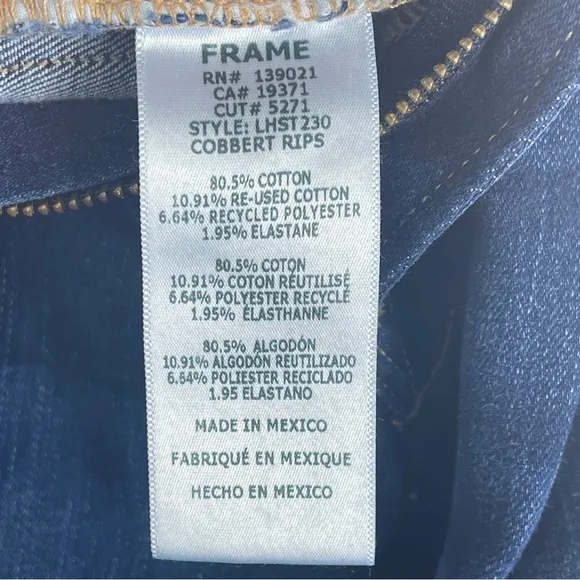 FRAME
RN# 139021
CA# 19371
CUT# 5271
STYLE: LHST230
COBBERT RIPS
80.5% COTTON
10.91% RE-USED COTTON
6.64% RECYCLED POLYESTER
1.95% ELASTANE
80.5% COTON
10.91% COTON RÉUTILISÉ
6.64% POLYESTER RECYCLÉ
1.95% ÉLASTHANNE
80.5% ALGODÓN
10.91% ALGODÓN REUTILIZADO
6.64% POLIESTER RECICLADO
1.95 ELASTANO
MADE IN MEXICO
FABRIQUÉ EN MEXIQUE
HECHO EN MEXICO